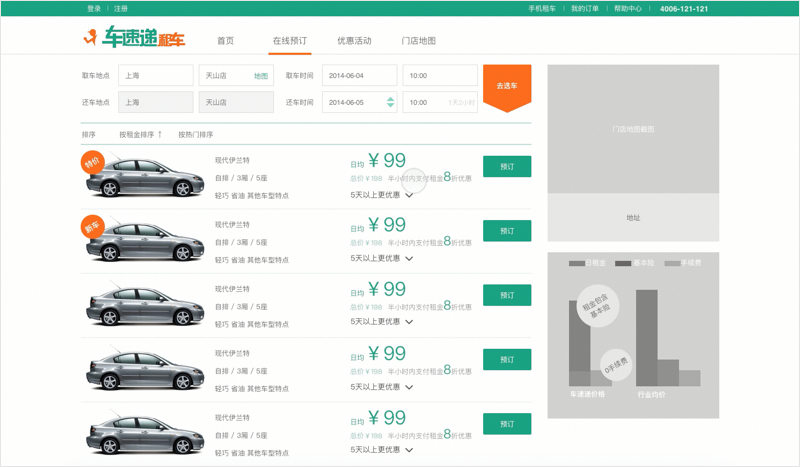 登录 | 注册
手机租车 | 我的订单 | 帮助中心 | 4006-121-121
车速递租车
首页 在线预订 优惠活动 门店地图
取车地点 上海 天山店 地图 取车时间 2014-06-04 10:00
去选车
还车地点 上海 天山店 还车时间 2014-06-05 10:00 1天2小时
排序 按租金排序 ↑ 按热门排序
特价
现代伊兰特
自排 / 3厢 / 5座
轻巧 省油 其他车型特点
日均 ¥99
总价¥198 半小时内支付租金8折优惠
5天以上更优惠
预订
新车
现代伊兰特
自排 / 3厢 / 5座
轻巧 省油 其他车型特点
日均 ¥99
总价¥198 半小时内支付租金8折优惠
5天以上更优惠
预订
现代伊兰特
自排 / 3厢 / 5座
轻巧 省油 其他车型特点
日均 ¥99
总价¥198 半小时内支付租金8折优惠
5天以上更优惠
预订
现代伊兰特
自排 / 3厢 / 5座
轻巧 省油 其他车型特点
日均 ¥99
总价¥198 半小时内支付租金8折优惠
5天以上更优惠
预订
现代伊兰特
自排 / 3厢 / 5座
轻巧 省油 其他车型特点
日均 ¥99
总价¥198 半小时内支付租金8折优惠
5天以上更优惠
预订
门店地图截图
地址
日租金 基本险 手续费
租金包含
基本险
0手续费
车速递价格 行业均价